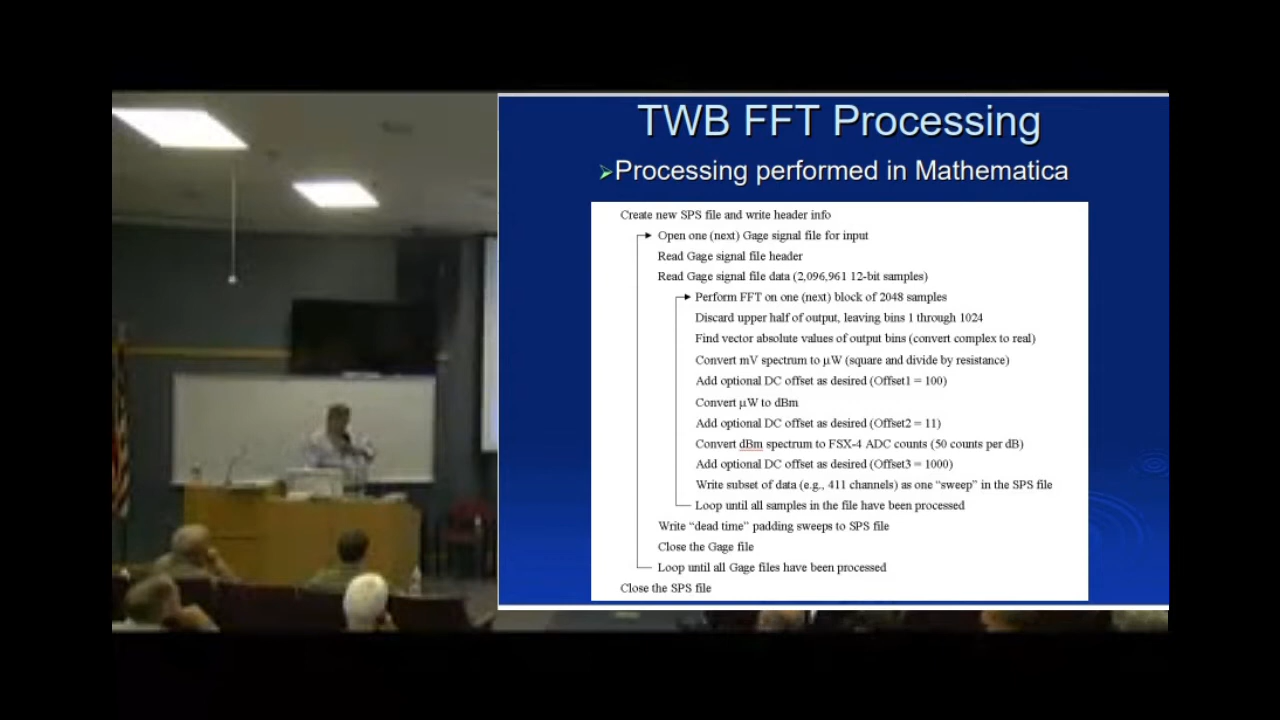 TWB FFT Processing
➢Processing performed in Mathematica
Create new SPS file and write header info
Open one (next) Gage signal file for input
Read Gage signal file header
Read Gage signal file data (2,096,961 12-bit samples)
Perform FFT on one (next) block of 2048 samples
Discard upper half of output, leaving bins 1 through 1024
Find vector absolute values of output bins (convert complex to real)
Convert mV spectrum to µW (square and divide by resistance)
Add optional DC offset as desired (Offset1 = 100)
Convert µW to dBm
Add optional DC offset as desired (Offset2 = 11)
Convert dBm spectrum to FSX-4 ADC counts (50 counts per dB)
Add optional DC offset as desired (Offset3 = 1000)
Write subset of data (e.g., 411 channels) as one “sweep” in the SPS file
Loop until all samples in the file have been processed
Write “dead time” padding sweeps to SPS file
Close the Gage file
Loop until all Gage files have been processed
Close the SPS file